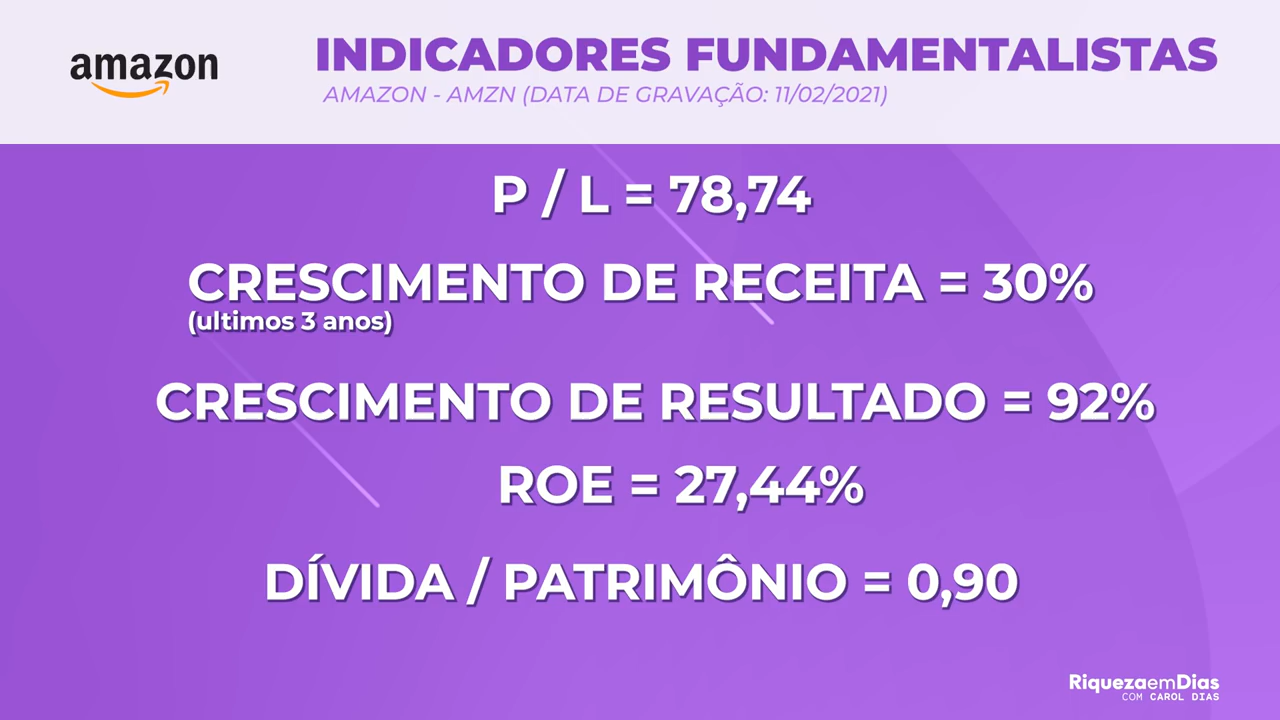 amazon
INDICADORES FUNDAMENTALISTAS
AMAZON - AMZN (DATA DE GRAVAÇÃO: 11/02/2021)
P / L = 78,74
CRESCIMENTO DE RECEITA = 30%
(ultimos 3 anos)
CRESCIMENTO DE RESULTADO = 92%
ROE = 27,44%
DÍVIDA / PATRIMÔNIO = 0,90
RiquezaemDias
COM CAROL DIAS